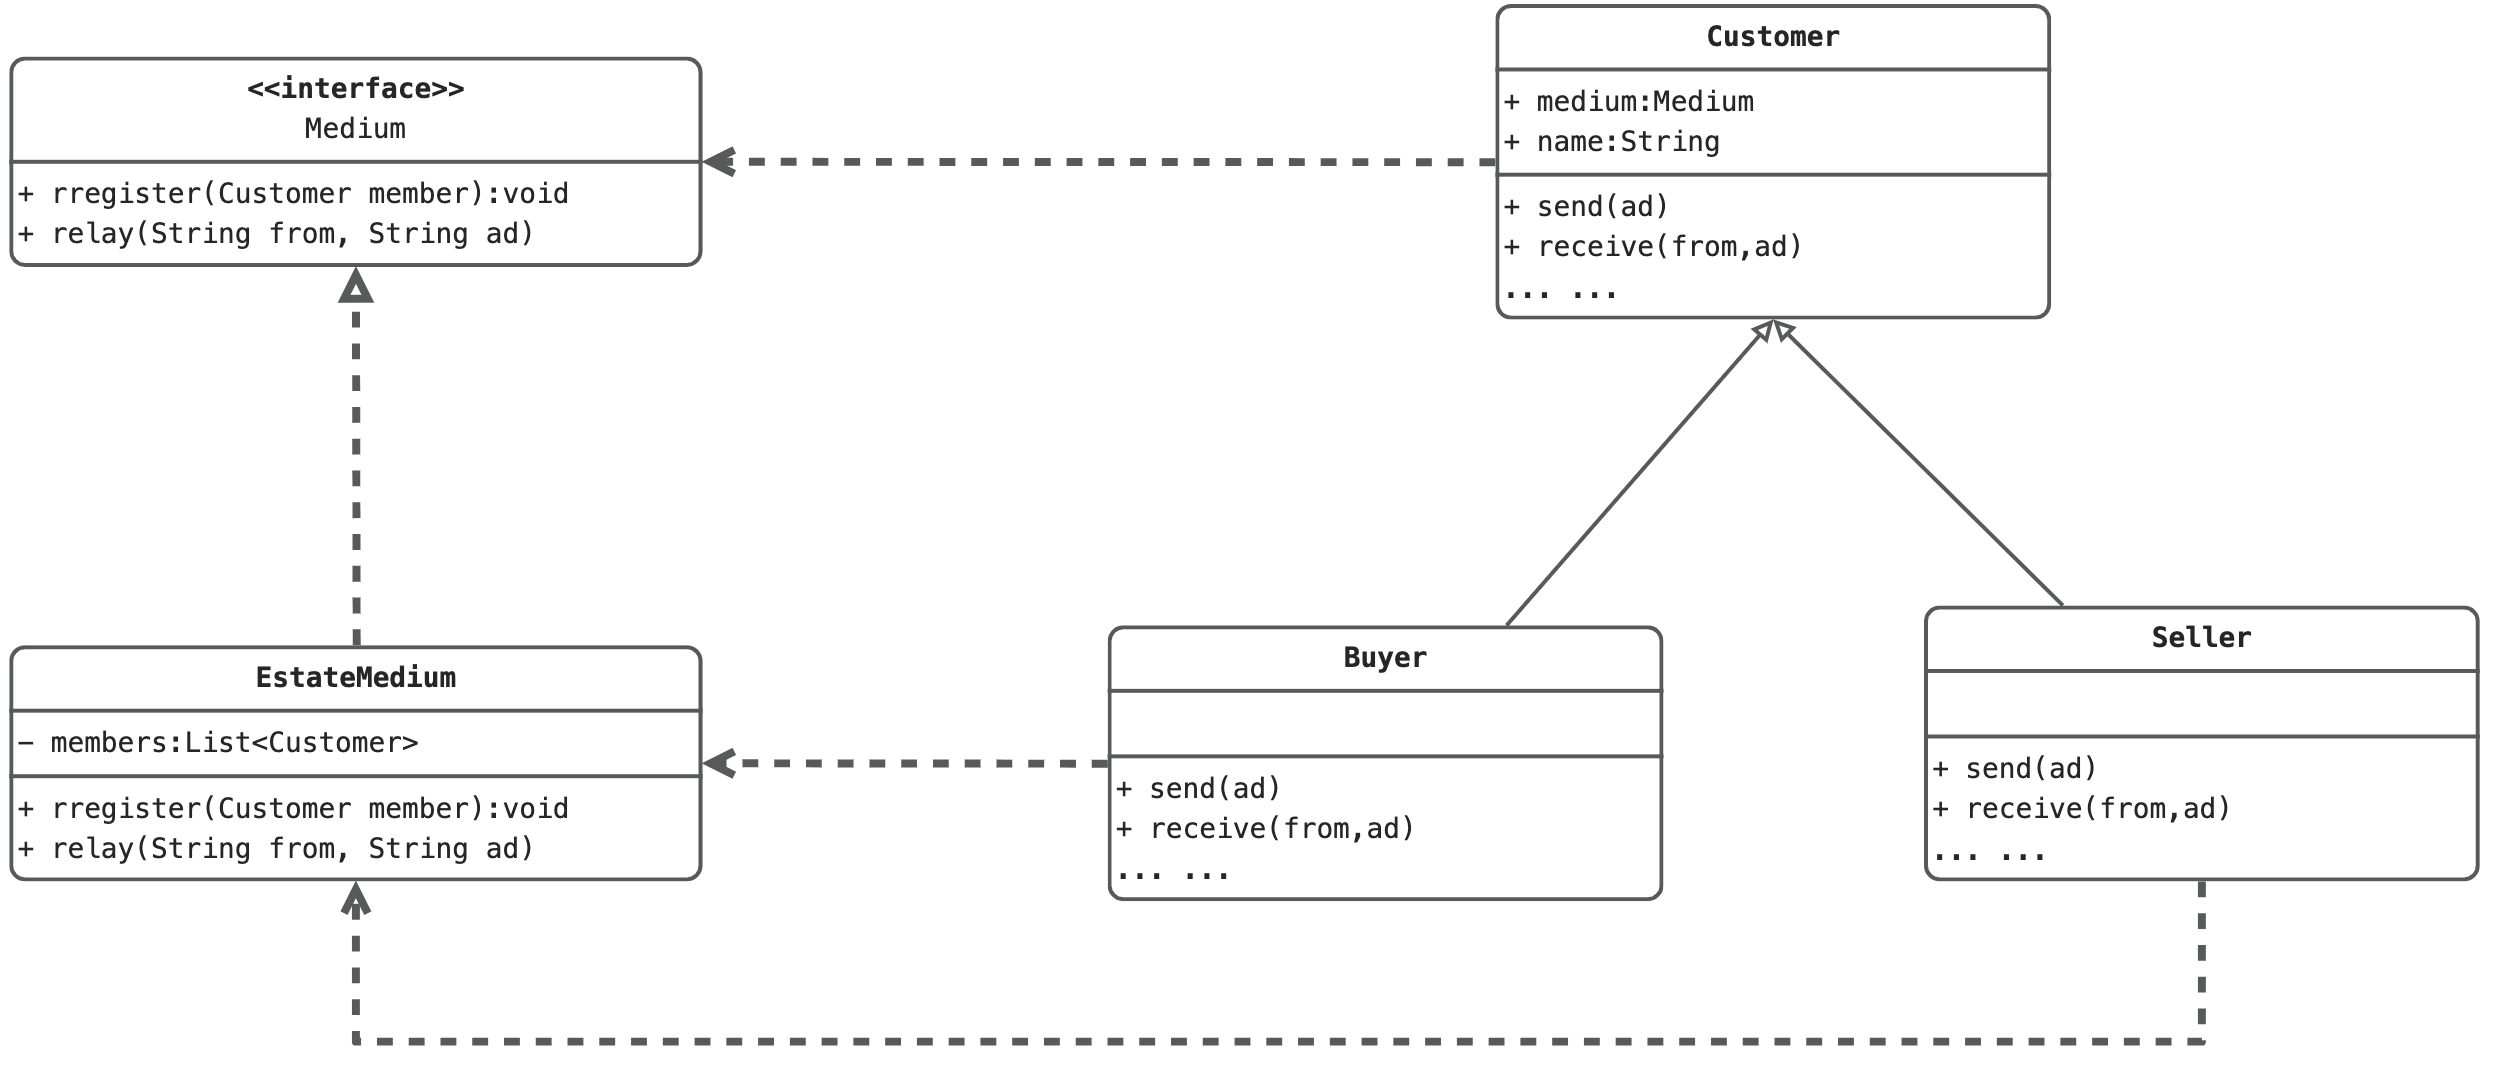 <<interface>>
Medium
+ rregister(Customer member):void
+ relay(String from, String ad)
Customer
+ medium:Medium
+ name:String
+ send(ad)
+ receive(from,ad)
... ...
EstateMedium
− members:List<Customer>
+ rregister(Customer member):void
+ relay(String from, String ad)
Buyer
+ send(ad)
+ receive(from,ad)
... ...
Seller
+ send(ad)
+ receive(from,ad)
... ...